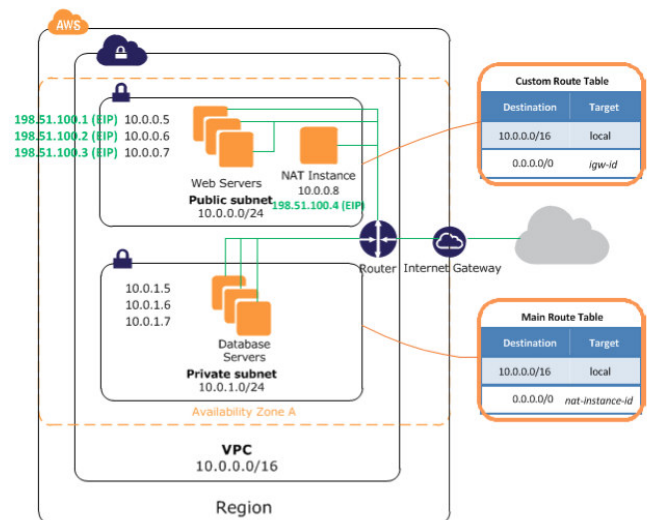 AWS
198.51.100.1 (EIP) 10.0.0.5
198.51.100.2 (EIP) 10.0.0.6
198.51.100.3 (EIP) 10.0.0.7
Web Servers
NAT Instance
10.0.0.8
198.51.100.4 (EIP)
Public subnet
10.0.0.0/24
Router
Internet Gateway
10.0.1.5
10.0.1.6
10.0.1.7
Database
Servers
Private subnet
10.0.1.0/24
Availability Zone A
VPC
10.0.0.0/16
Region
Custom Route Table
Destination Target
10.0.0.0/16 local
0.0.0.0/0 igw-id
Main Route Table
Destination Target
10.0.0.0/16 local
0.0.0.0/0 nat-instance-id